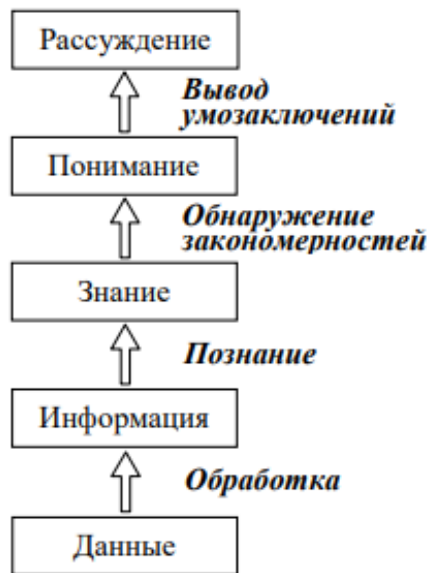 Рассуждение
Вывод
умозаключений
Понимание
Обнаружение
закономерностей
Знание
Познание
Информация
Обработка
Данные